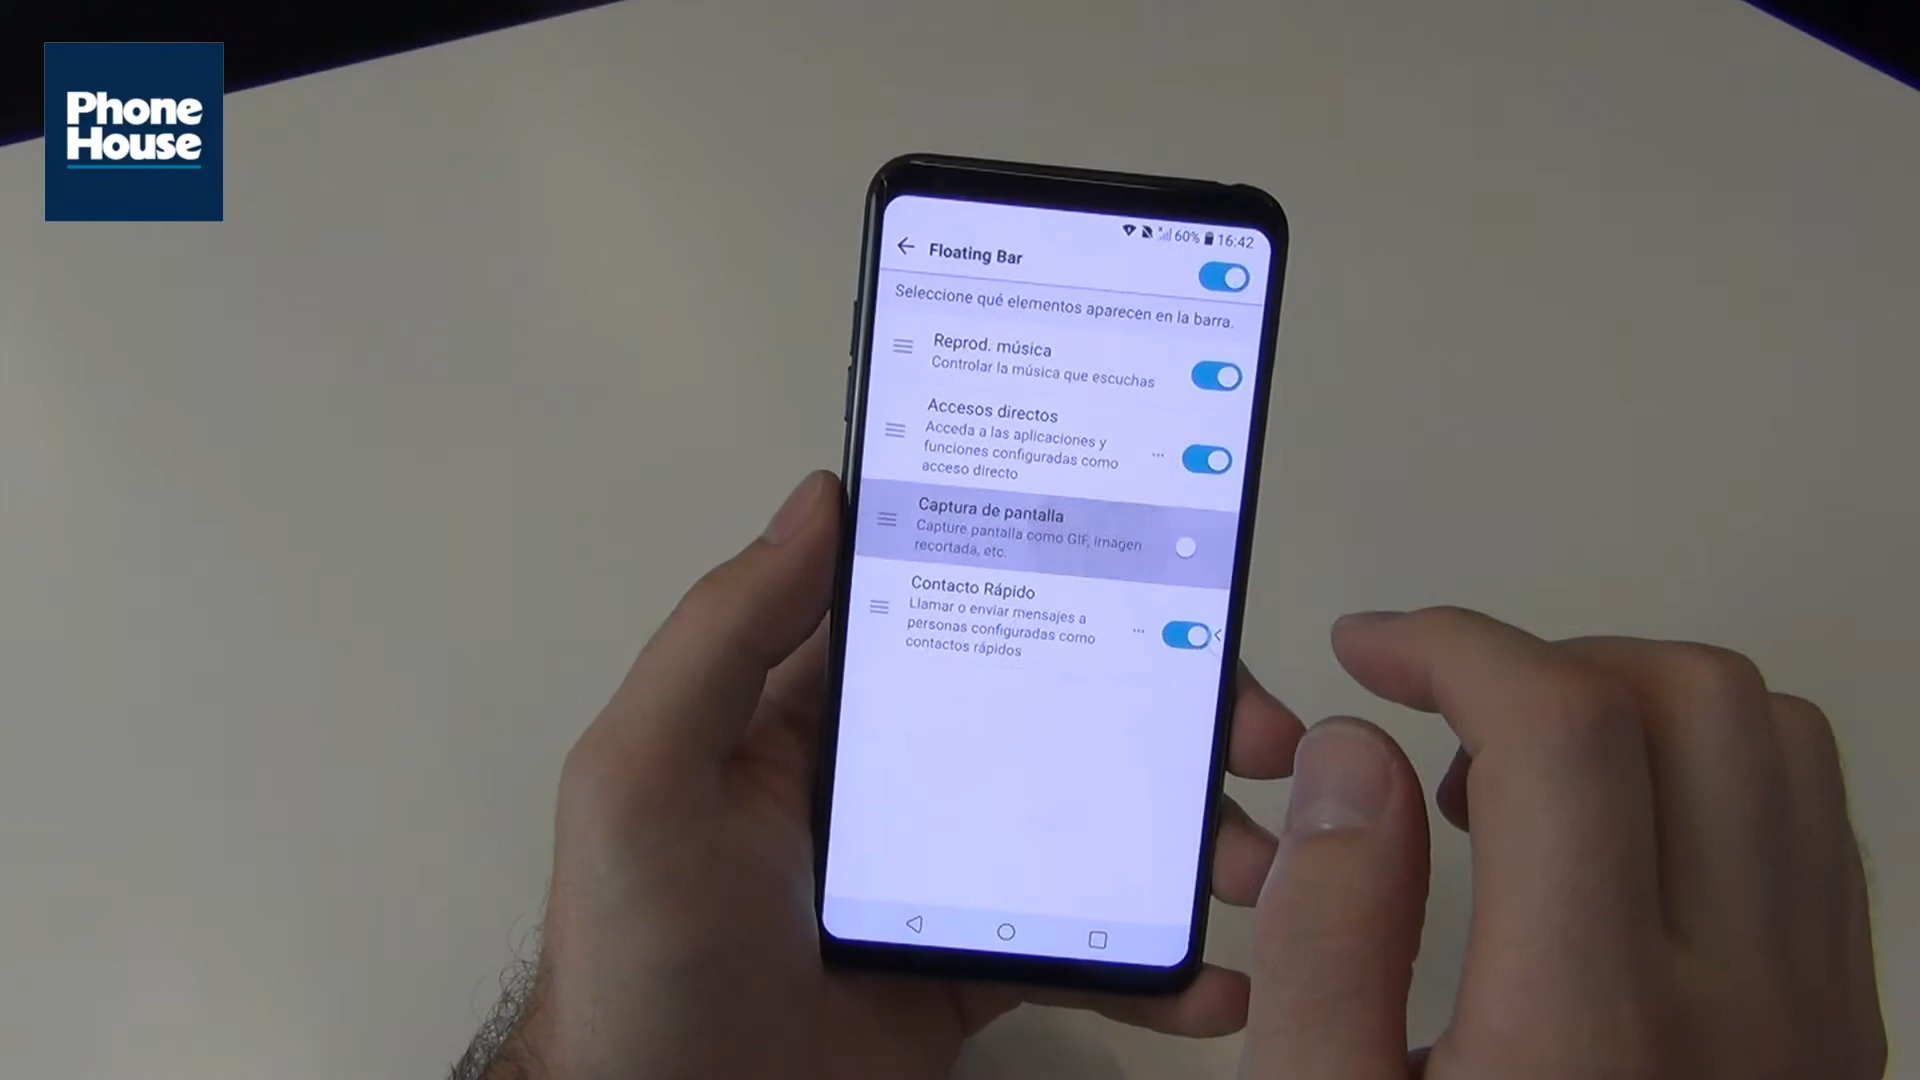 Phone
House
60% 16:42
Floating Bar
Seleccione qué elementos aparecen en la barra.
Reprod. música
Controlar la música que escuchas
Accesos directos
Acceda a las aplicaciones y
funciones configuradas como
acceso directo
Captura de pantalla
Capture pantalla como GIF, imagen
recortada, etc.
Contacto Rápido
Llamar o enviar mensajes a
personas configuradas como
contactos rápidos